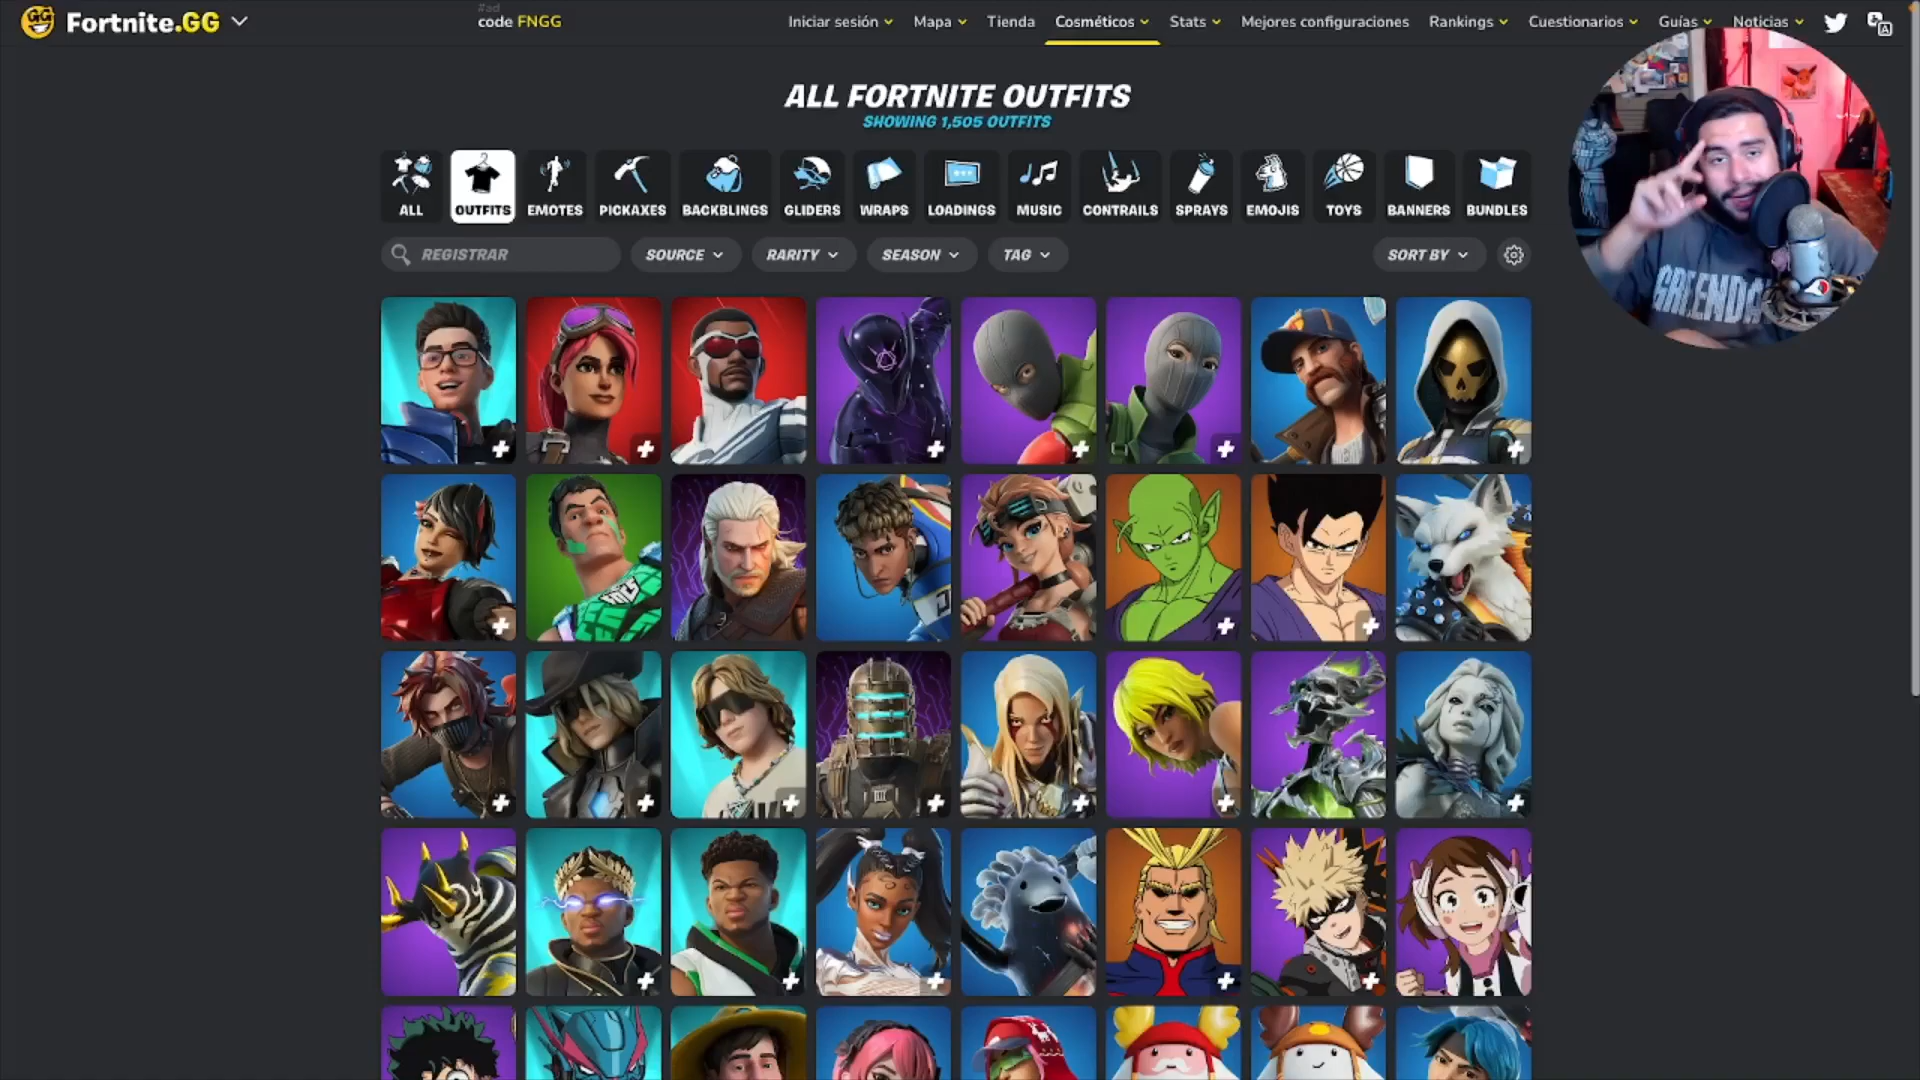 Fortnite.GG
#ad
code FNGG
Iniciar sesión
Mapa
Tienda
Cosméticos
Stats
Mejores configuraciones
Rankings
Cuestionarios
Guías
Noticias
ALL FORTNITE OUTFITS
SHOWING 1,505 OUTFITS
ALL
OUTFITS
EMOTES
PICKAXES
BACKBLINGS
GLIDERS
WRAPS
LOADINGS
MUSIC
CONTRAILS
SPRAYS
EMOJIS
TOYS
BANNERS
BUNDLES
REGISTRAR
SOURCE
RARITY
SEASON
TAG
SORT BY